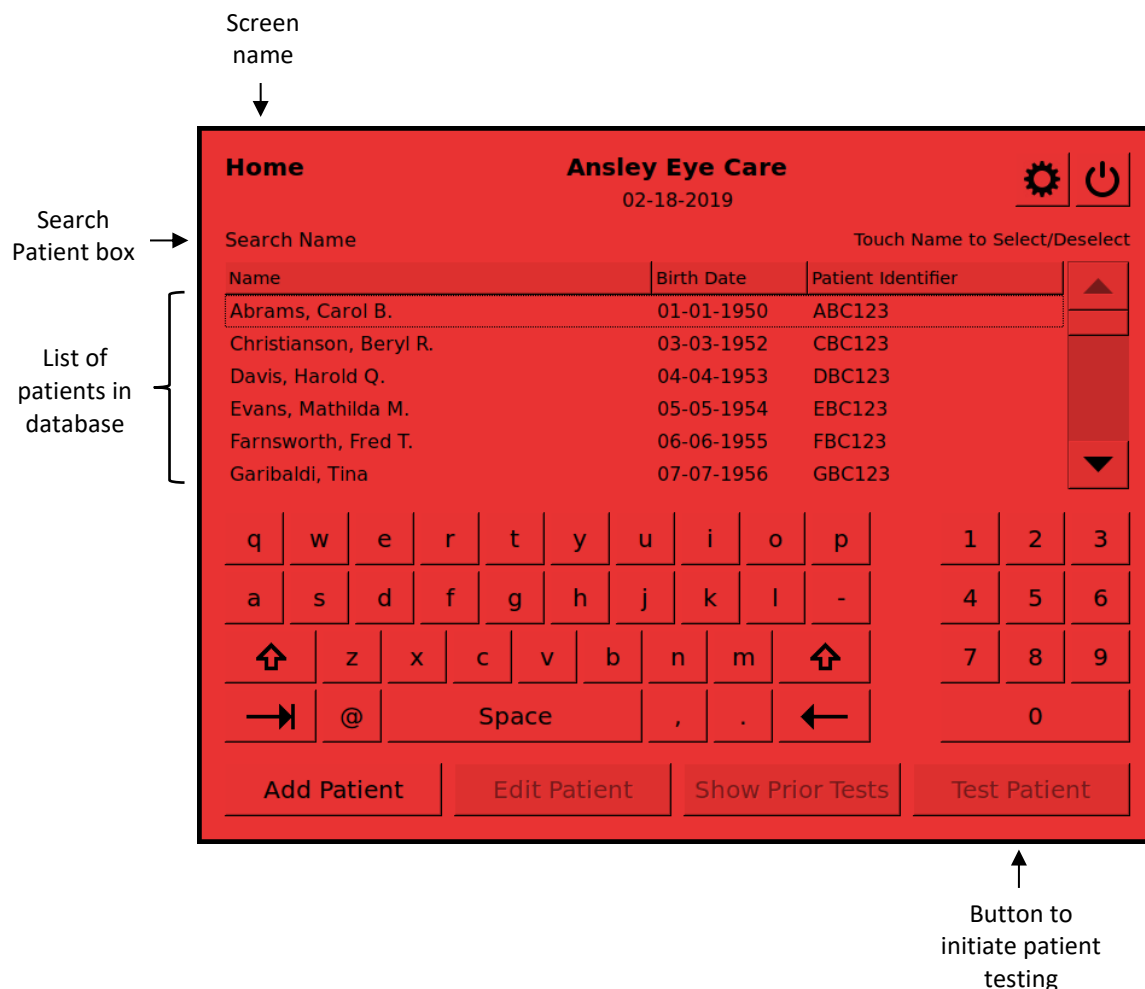 Screen
name
Home Ansley Eye Care
02-18-2019
Search
Patient box
Search Name Touch Name to Select/Deselect
Name Birth Date Patient Identifier
Abrams, Carol B. 01-01-1950 ABC123
Christianson, Beryl R. 03-03-1952 CBC123
Davis, Harold Q. 04-04-1953 DBC123
Evans, Mathilda M. 05-05-1954 EBC123
Farnsworth, Fred T. 06-06-1955 FBC123
Garibaldi, Tina 07-07-1956 GBC123
List of
patients in
database
q w e r t y u i o p 1 2 3
a s d f g h j k l - 4 5 6
z x c v b n m 7 8 9
@ Space , . 0
Add Patient Edit Patient Show Prior Tests Test Patient
Button to
initiate patient
testing